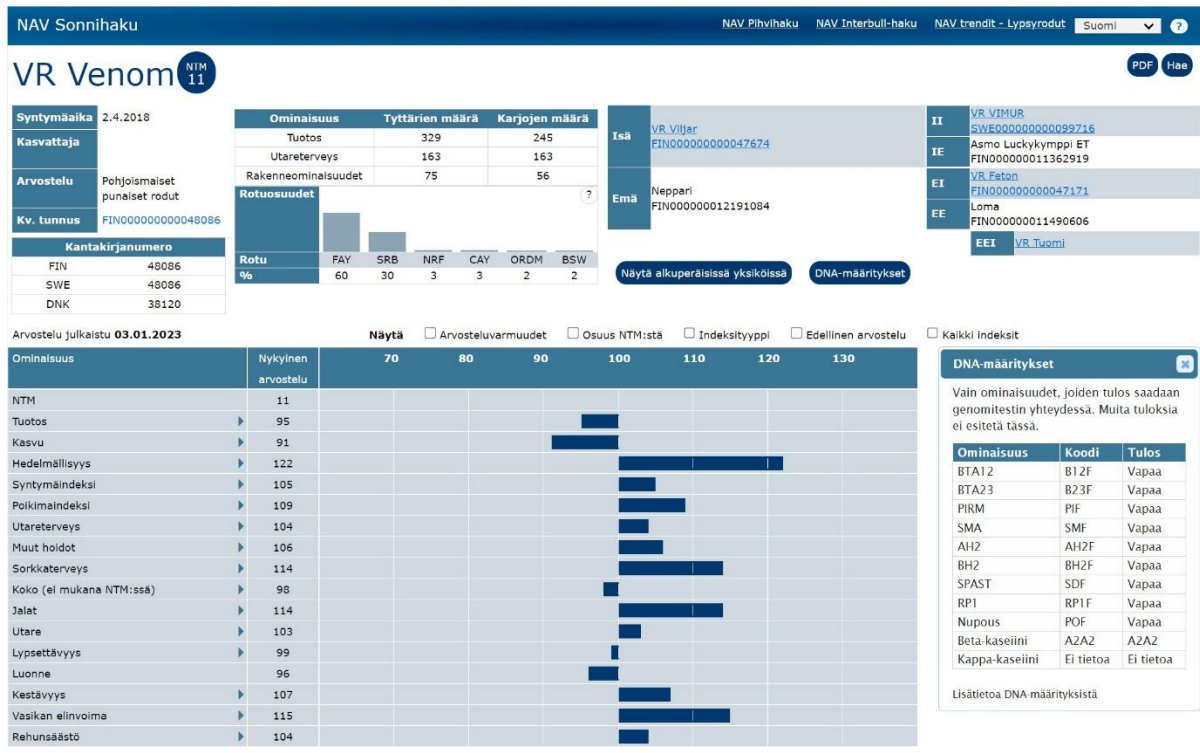 NAV Sonnihaku
NAV Pihvihaku NAV Interbull-haku NAV trendit - Lypsyrodut Suomi ?
VR Venom NTM 11
PDF Hae
Syntymäaika 2.4.2018
Kasvattaja
Arvostelu Pohjoismaiset
punaiset rodut
Kv. tunnus FIN000000000048086
Kantakirjanumero
FIN 48086
SWE 48086
DNK 38120
Ominaisuus Tyttärien määrä Karjojen määrä
Tuotos 329 245
Utareterveys 163 163
Rakenneominaisuudet 75 56
Rotuosuudet ?
Rotu FAY SRB NRF CAY ORDM BSW
% 60 30 3 3 2 2
Isä VR Viljar
FIN000000000047674
Emä Neppari
FIN000000012191084
II VR VIMUR
SWE000000000099716
IE Asmo Luckykymppi ET
FIN000000011362919
EI VR Feton
FIN000000000047171
EE Loma
FIN000000011490606
EEI VR Tuomi
Näytä alkuperäisissä yksiköissä DNA-määritykset
Arvostelu julkaistu 03.01.2023 Näytä Arvosteluvarmuudet Osuus NTM:stä Indeksityyppi Edellinen arvostelu Kaikki indeksit
Ominaisuus Nykyinen 70 80 90 100 110 120 130
arvostelu
NTM 11
Tuotos 95
Kasvu 91
Hedelmällisyys 122
Syntymäindeksi 105
Poikimaindeksi 109
Utareterveys 104
Muut hoidot 106
Sorkkaterveys 114
Koko (ei mukana NTM:ssä) 98
Jalat 114
Utare 103
Lypsettävyys 99
Luonne 96
Kestävyys 107
Vasikan elinvoima 115
Rehunsäästö 104
DNA-määritykset
Vain ominaisuudet, joiden tulos saadaan
genomitestin yhteydessä. Muita tuloksia
ei esitetä tässä.
Ominaisuus Koodi Tulos
BTA12 B12F Vapaa
BTA23 B23F Vapaa
PIRM PIF Vapaa
SMA SMF Vapaa
AH2 AH2F Vapaa
BH2 BH2F Vapaa
SPAST SDF Vapaa
RP1 RP1F Vapaa
Nupous POF Vapaa
Beta-kaseiini A2A2 A2A2
Kappa-kaseiini Ei tietoa Ei tietoa
Lisätietoa DNA-määrityksistä